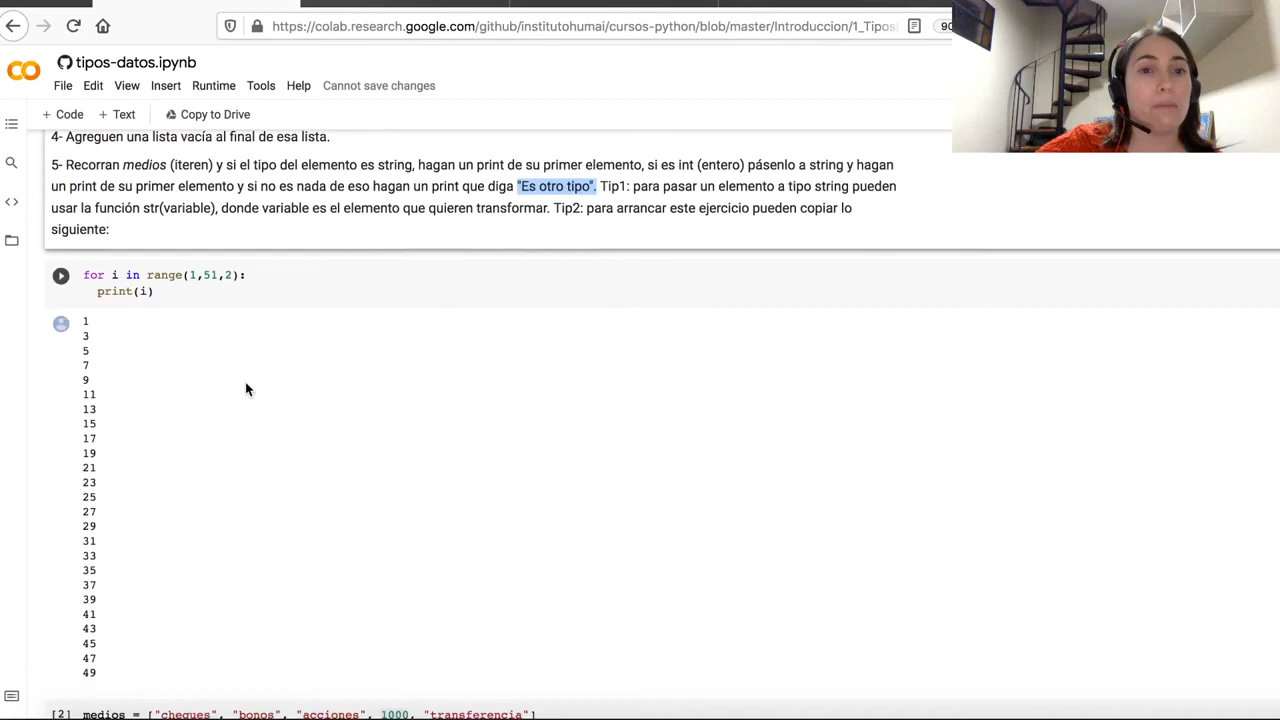 https://colab.research.google.com/github/institutohumai/cursos-python/blob/master/Introduccion/1_Tipos
90
tipos-datos.ipynb
File Edit View Insert Runtime Tools Help Cannot save changes
+ Code + Text Copy to Drive
4- Agreguen una lista vacía al final de esa lista.
5- Recorran medios (iteren) y si el tipo del elemento es string, hagan un print de su primer elemento, si es int (entero) pásenlo a string y hagan
un print de su primer elemento y si no es nada de eso hagan un print que diga "Es otro tipo". Tip1: para pasar un elemento a tipo string pueden
usar la función str(variable), donde variable es el elemento que quieren transformar. Tip2: para arrancar este ejercicio pueden copiar lo
siguiente:
for i in range(1,51,2):
print(i)
1
3
5
7
9
11
13
15
17
19
21
23
25
27
29
31
33
35
37
39
41
43
45
47
49
[2] medios = ["cheques", "bonos", "acciones", 1000, "transferencia"]